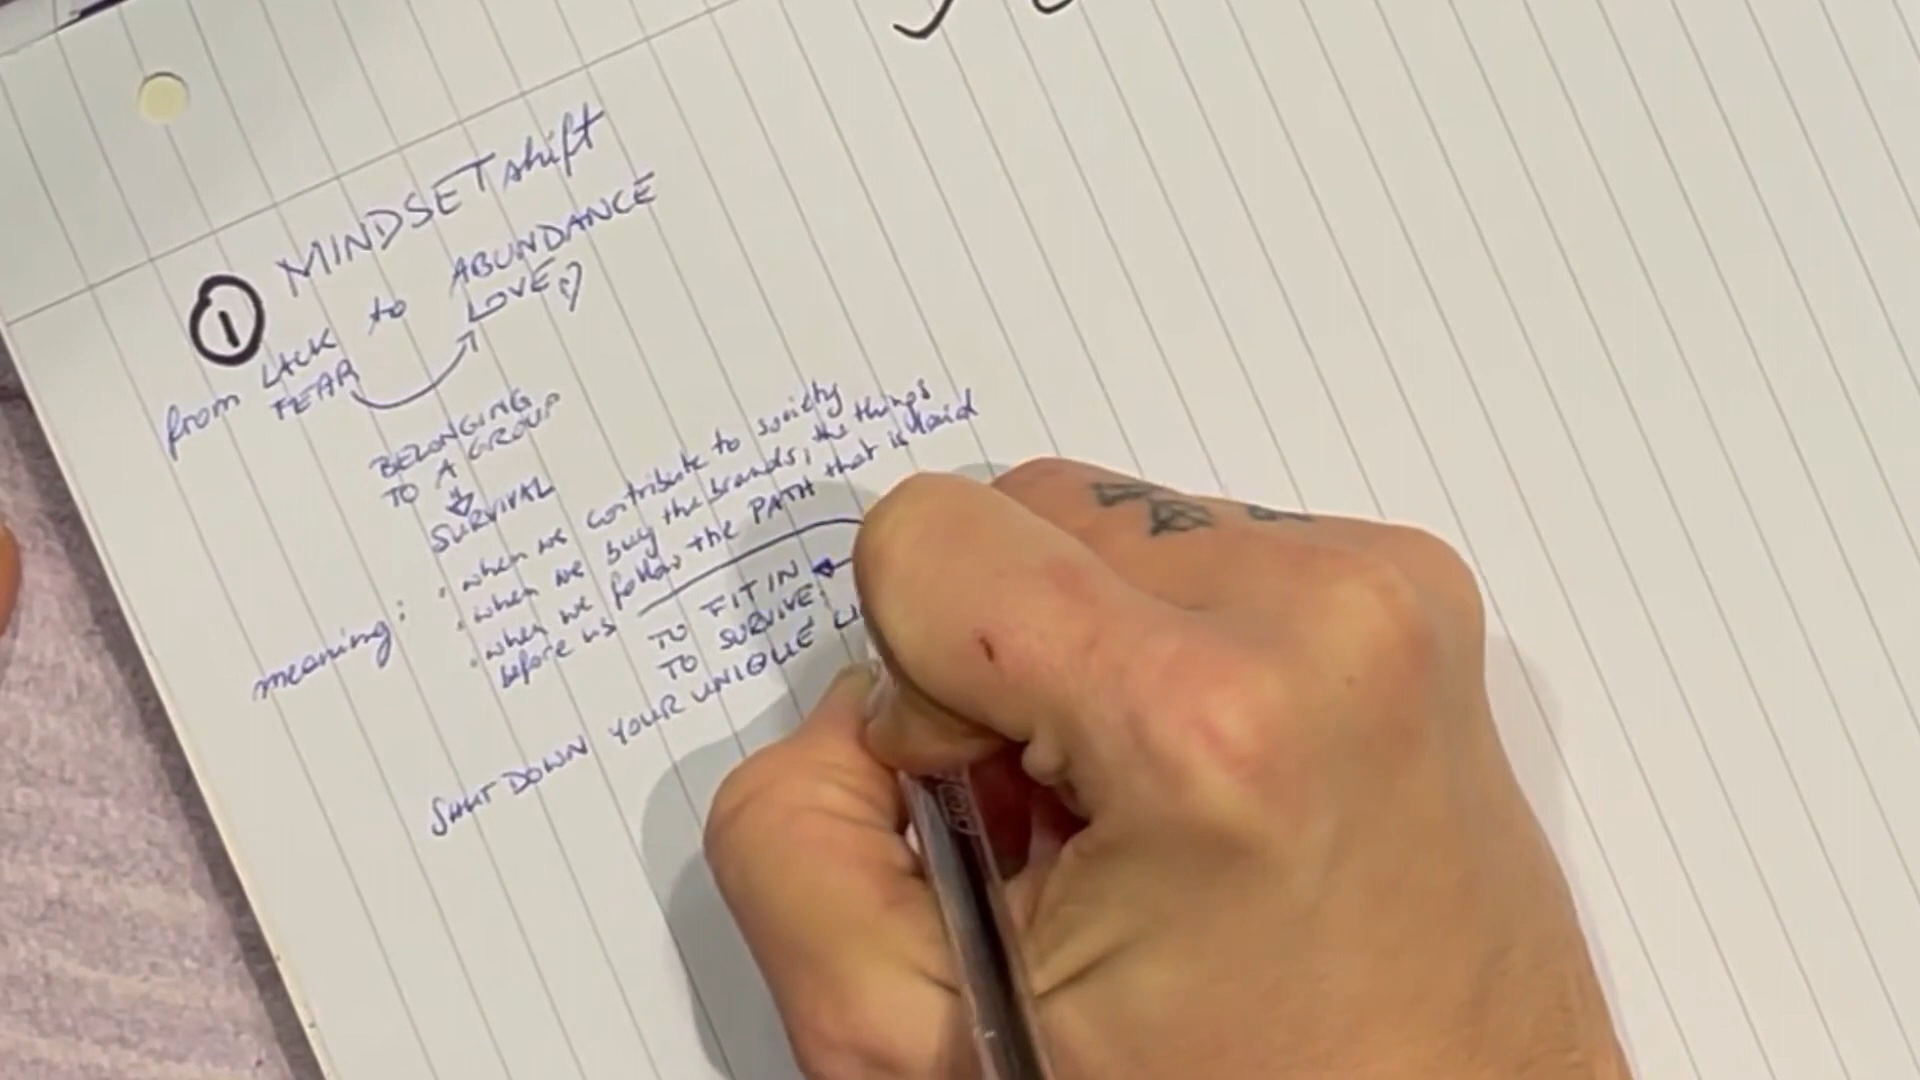 ① MINDSET shift
from LACK to ABUNDANCE
FEAR LOVE
BELONGING
TO A GROUP
SURVIVAL
meaning:
• when we contribute to society
• when we buy the brands, the things
• when we follow the PATH that is laid
before us
TO FIT IN
TO SURVIVE:
SHUT DOWN YOUR UNIQUE